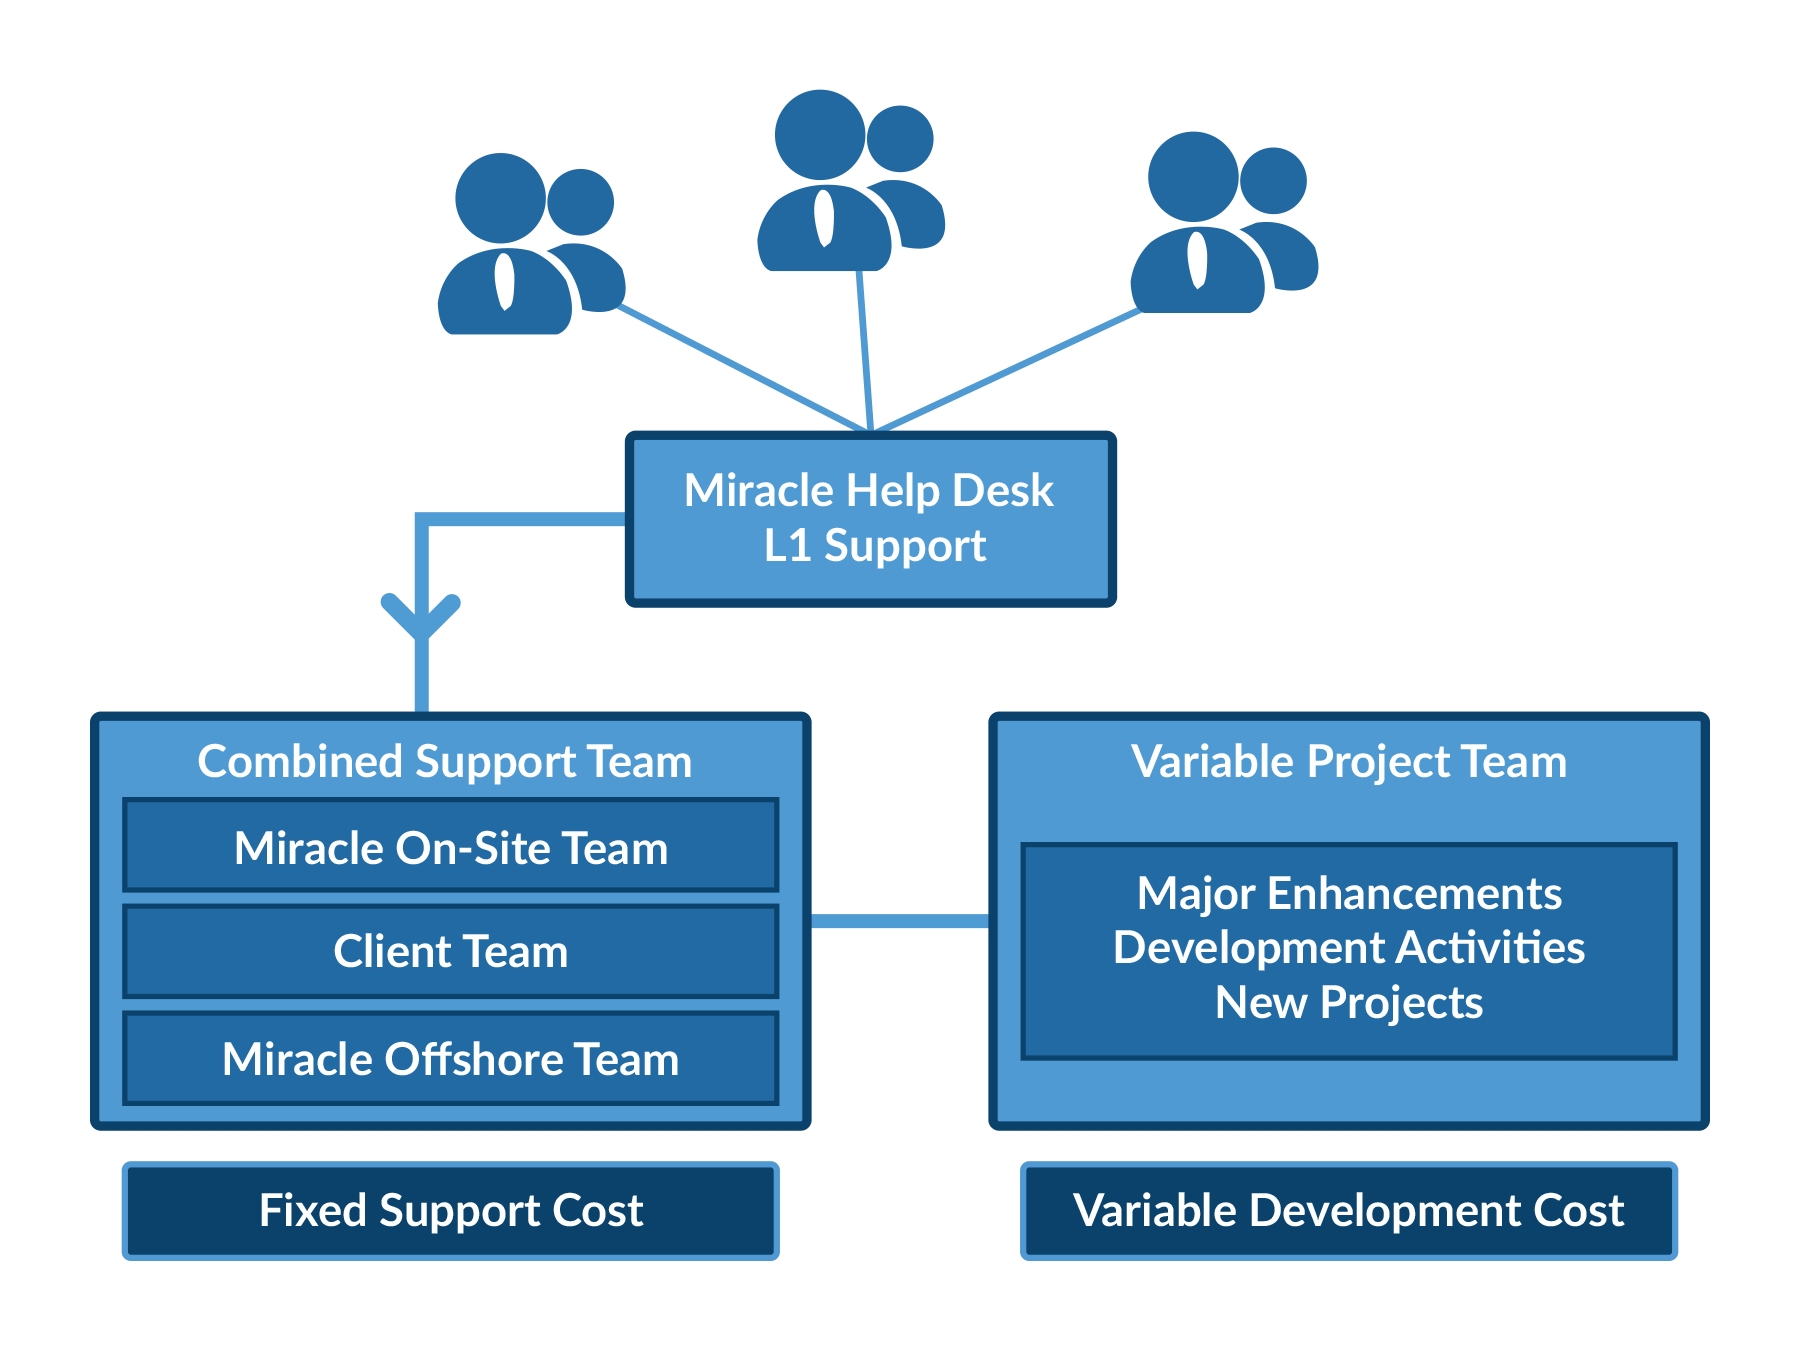 Miracle Help Desk
L1 Support
Combined Support Team
Miracle On-Site Team
Client Team
Miracle Offshore Team
Fixed Support Cost
Variable Project Team
Major Enhancements
Development Activities
New Projects
Variable Development Cost